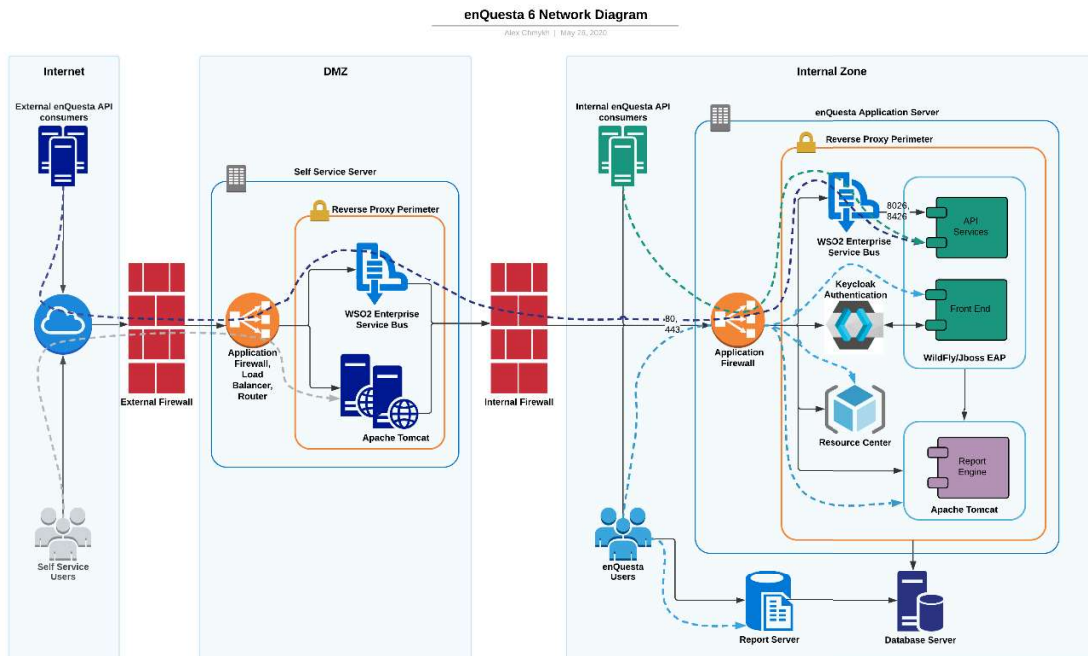 enQuesta 6 Network Diagram
Alex Chmykh | May 26, 2020
Internet
DMZ
Internal Zone
External enQuesta API
consumers
Self Service Server
Reverse Proxy Perimeter
WSO2 Enterprise
Service Bus
Application
Firewall,
Load
Balancer,
Router
Apache Tomcat
External Firewall
Internal Firewall
Self Service
Users
Internal enQuesta API
consumers
enQuesta Application Server
Reverse Proxy Perimeter
WSO2 Enterprise
Service Bus
8026,
8426
API
Services
Keycloak
Authentication
Front End
WildFly/Jboss EAP
80,
443
Application
Firewall
Resource Center
Report
Engine
Apache Tomcat
enQuesta
Users
Report Server
Database Server